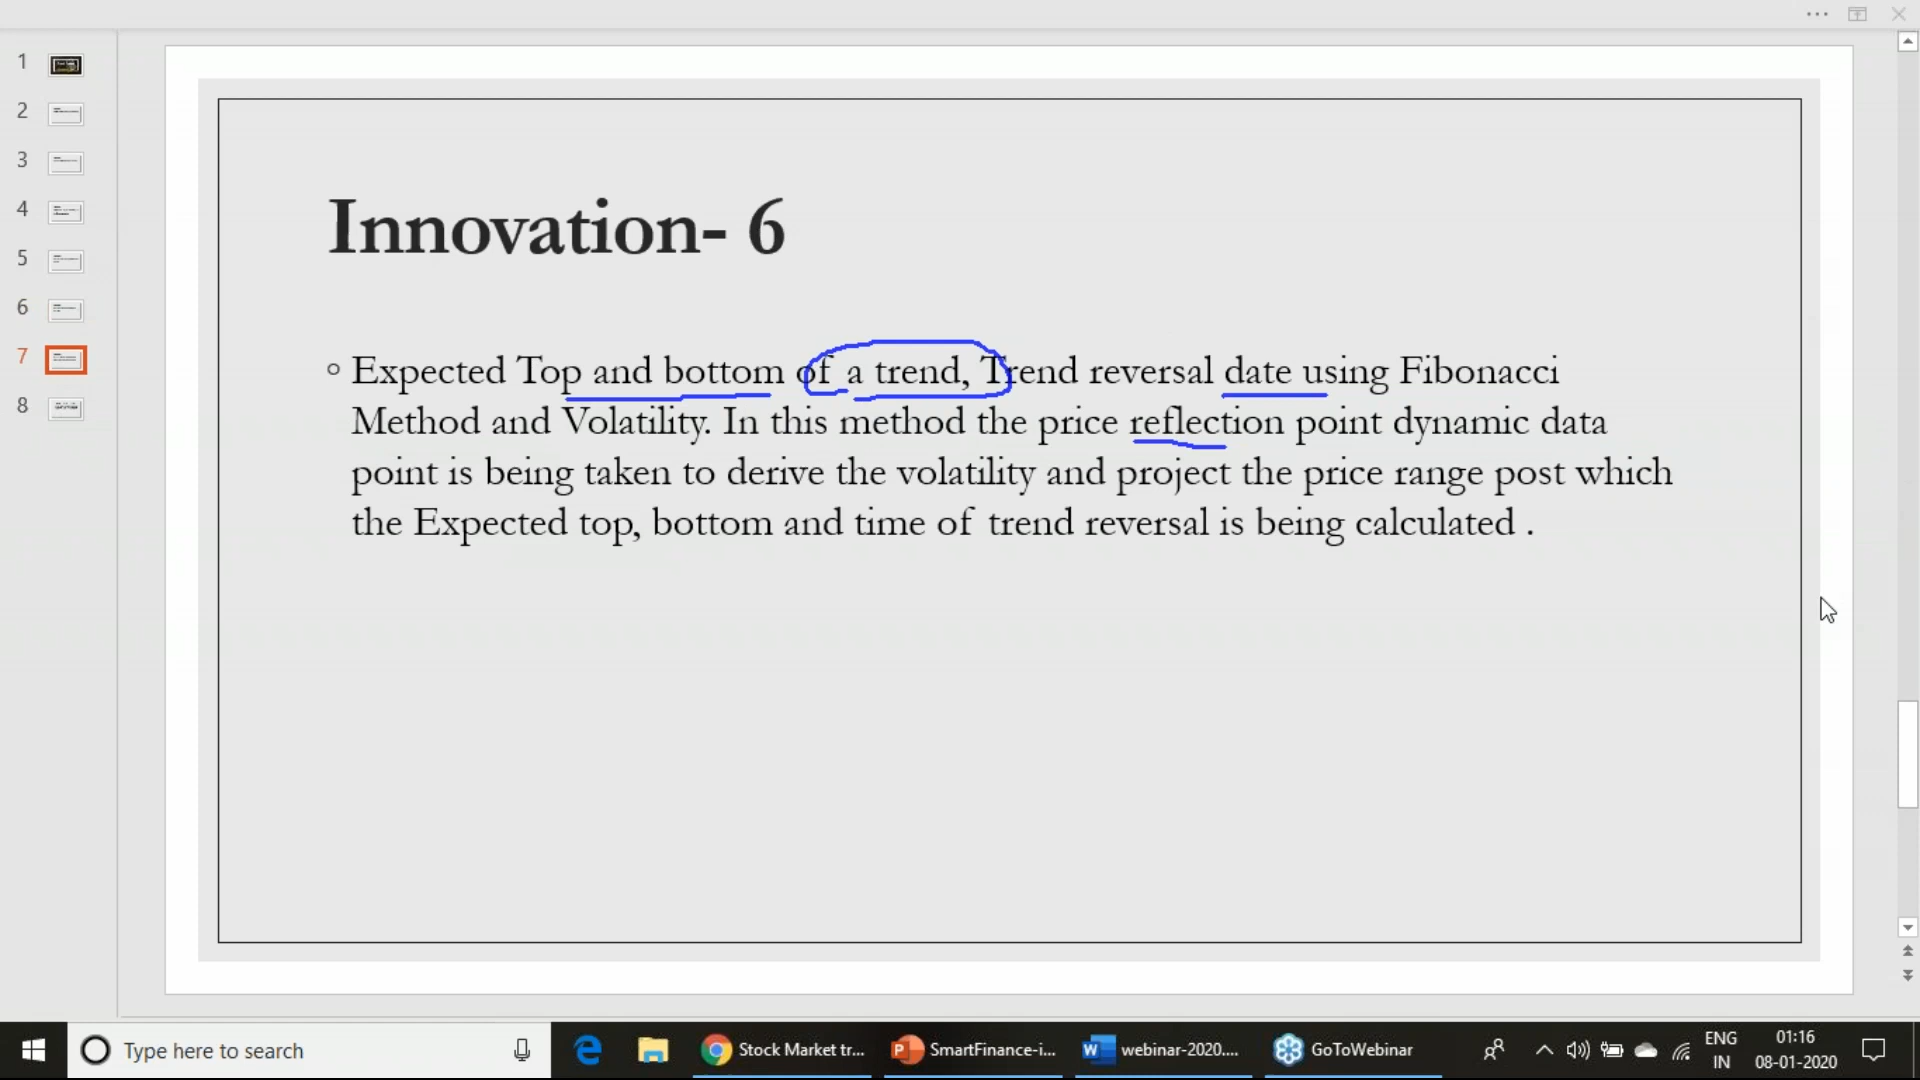 1
2
3
4
5
6
7
8
Innovation- 6
Expected Top and bottom of a trend, Trend reversal date using Fibonacci
Method and Volatility. In this method the price reflection point dynamic data
point is being taken to derive the volatility and project the price range post which
the Expected top, bottom and time of trend reversal is being calculated .
Type here to search
Stock Market tr...
SmartFinance-i...
webinar-2020....
GoToWebinar
ENG
IN
01:16
08-01-2020